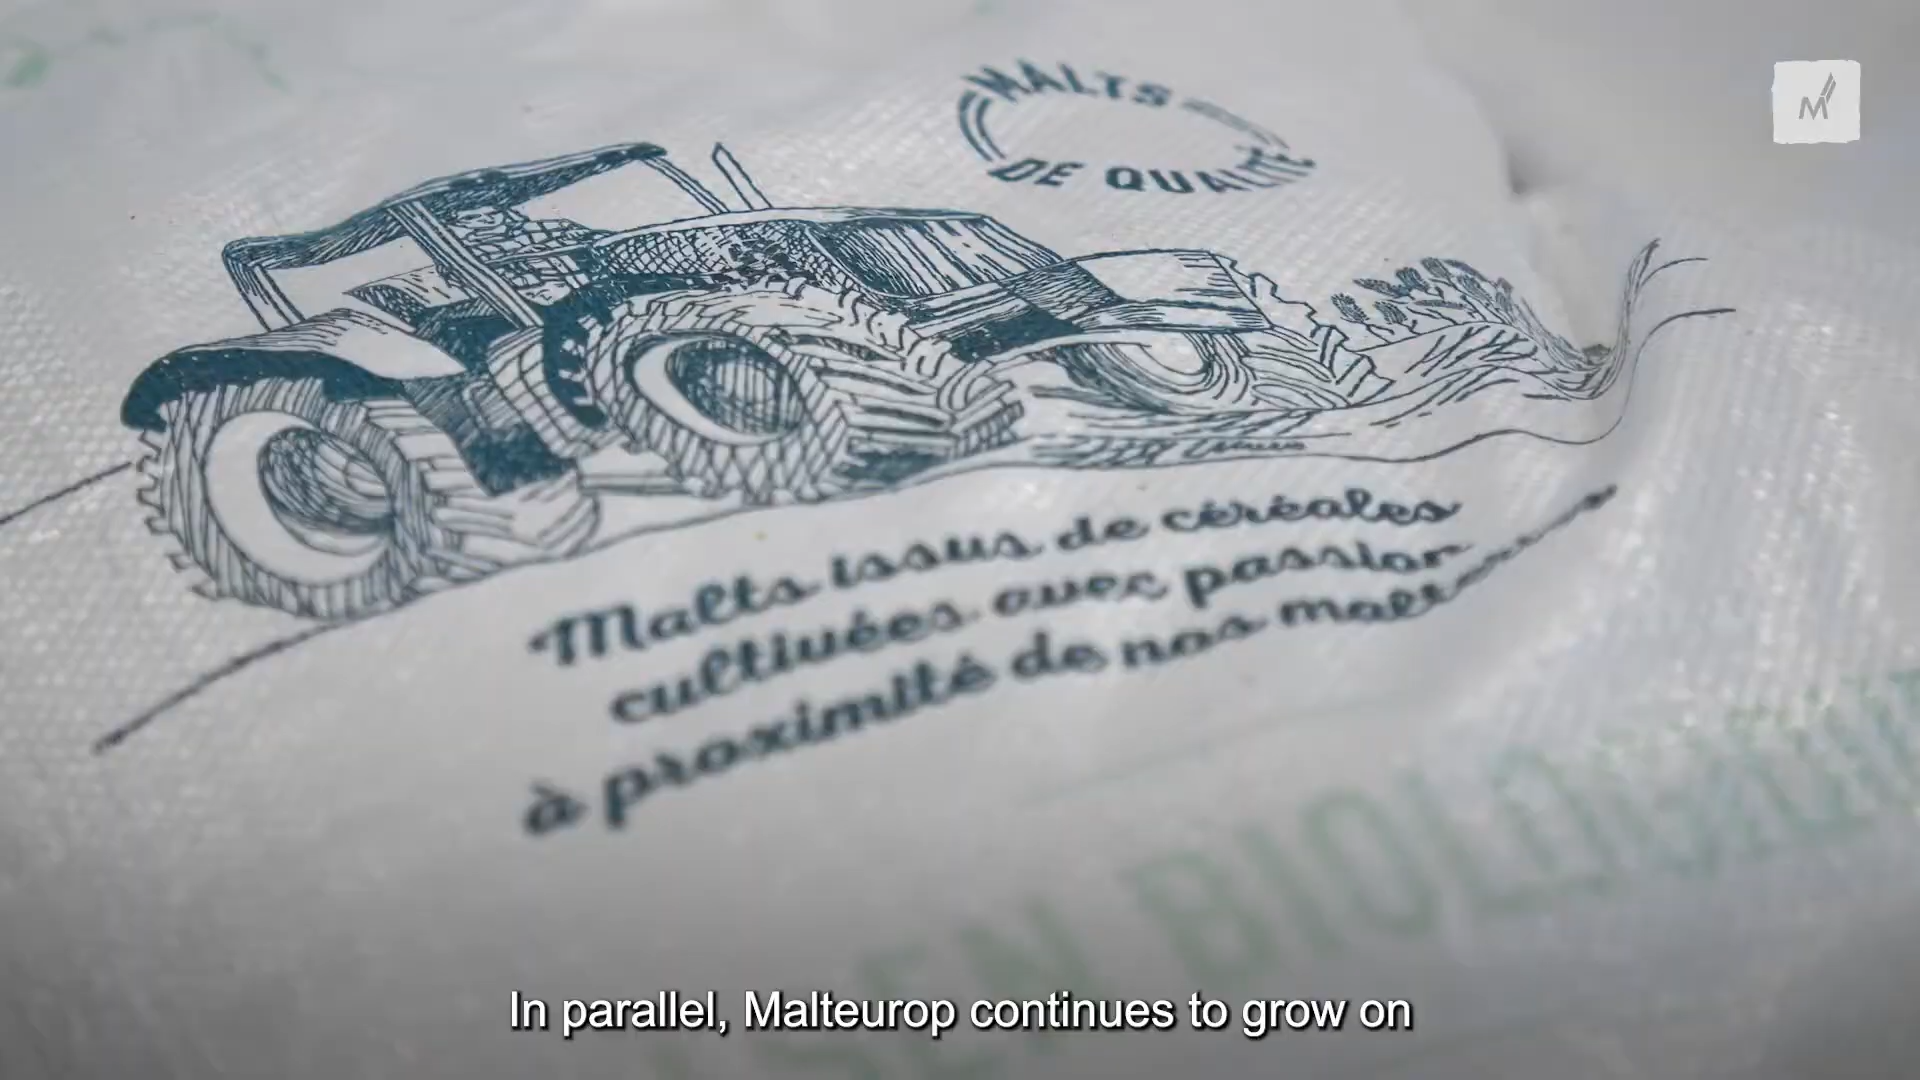 MALTS
DE QUALITÉ
M
Malts issus de céréales
cultivées avec passion
à proximité de nos
BIOLOGIQUE
In parallel, Malteurop continues to grow on